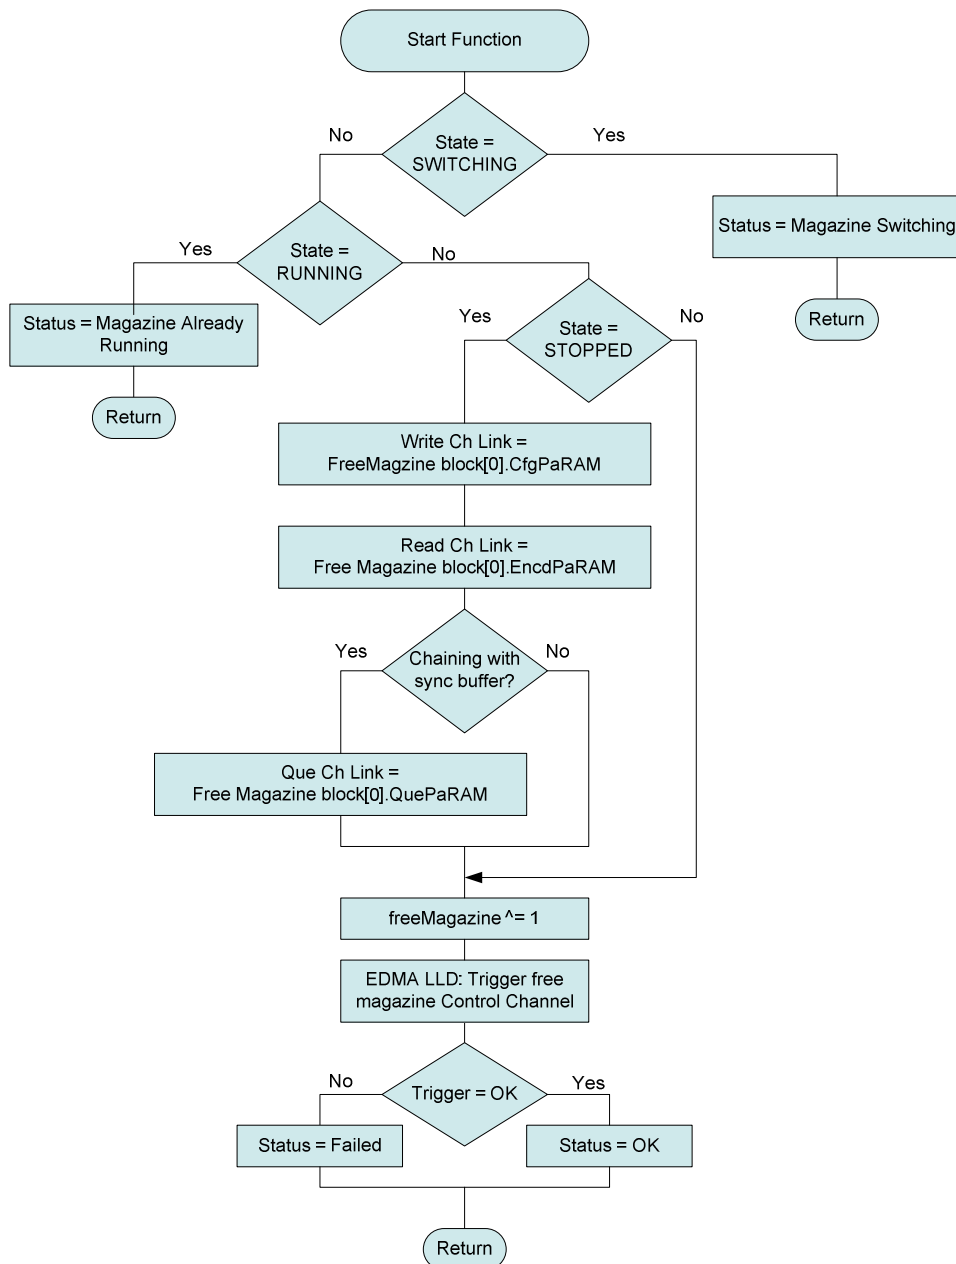 Start Function
No
Yes
State =
SWITCHING
Status = Magazine Switching
Return
Yes
State =
RUNNING
No
Status = Magazine Already
Running
Return
Yes
State =
STOPPED
No
Write Ch Link =
FreeMagzine block[0].CfgPaRAM
Read Ch Link =
Free Magazine block[0].EncdPaRAM
Yes
Chaining with
sync buffer?
No
Que Ch Link =
Free Magazine block[0].QuePaRAM
freeMagazine ^= 1
EDMA LLD: Trigger free
magazine Control Channel
No
Trigger = OK
Yes
Status = Failed
Status = OK
Return